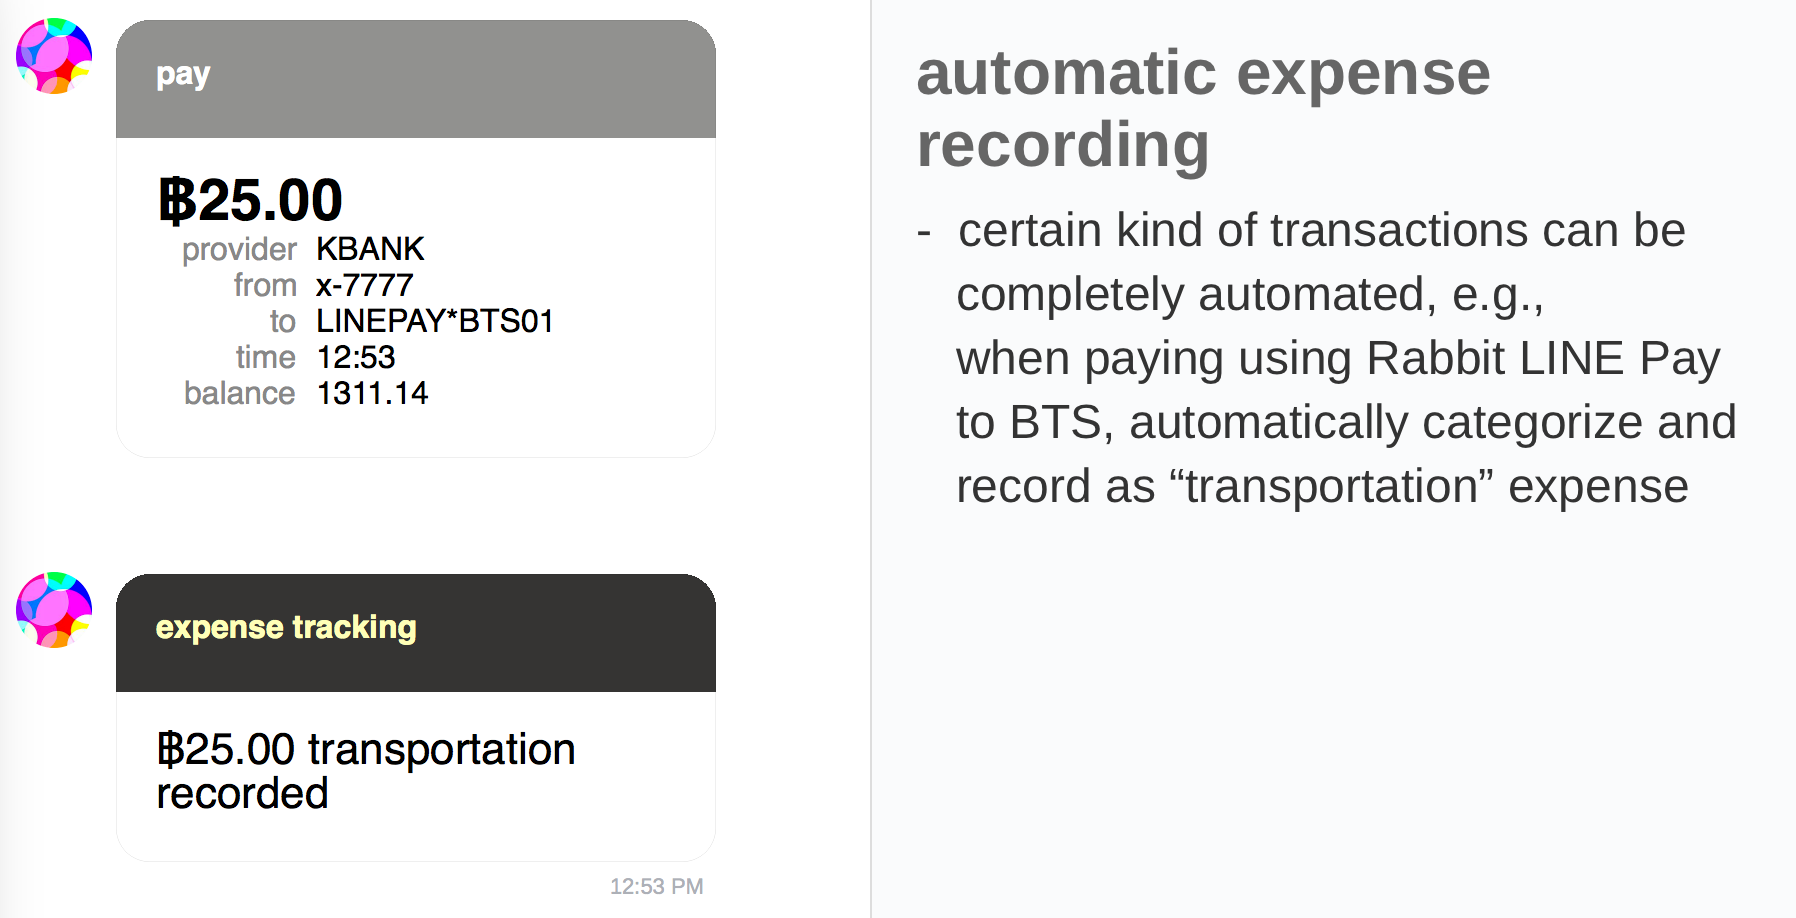 pay
฿25.00
provider KBANK
from x-7777
to LINEPAY*BTS01
time 12:53
balance 1311.14
expense tracking
฿25.00 transportation
recorded
12:53 PM
automatic expense
recording
- certain kind of transactions can be
completely automated, e.g.,
when paying using Rabbit LINE Pay
to BTS, automatically categorize and
record as “transportation” expense